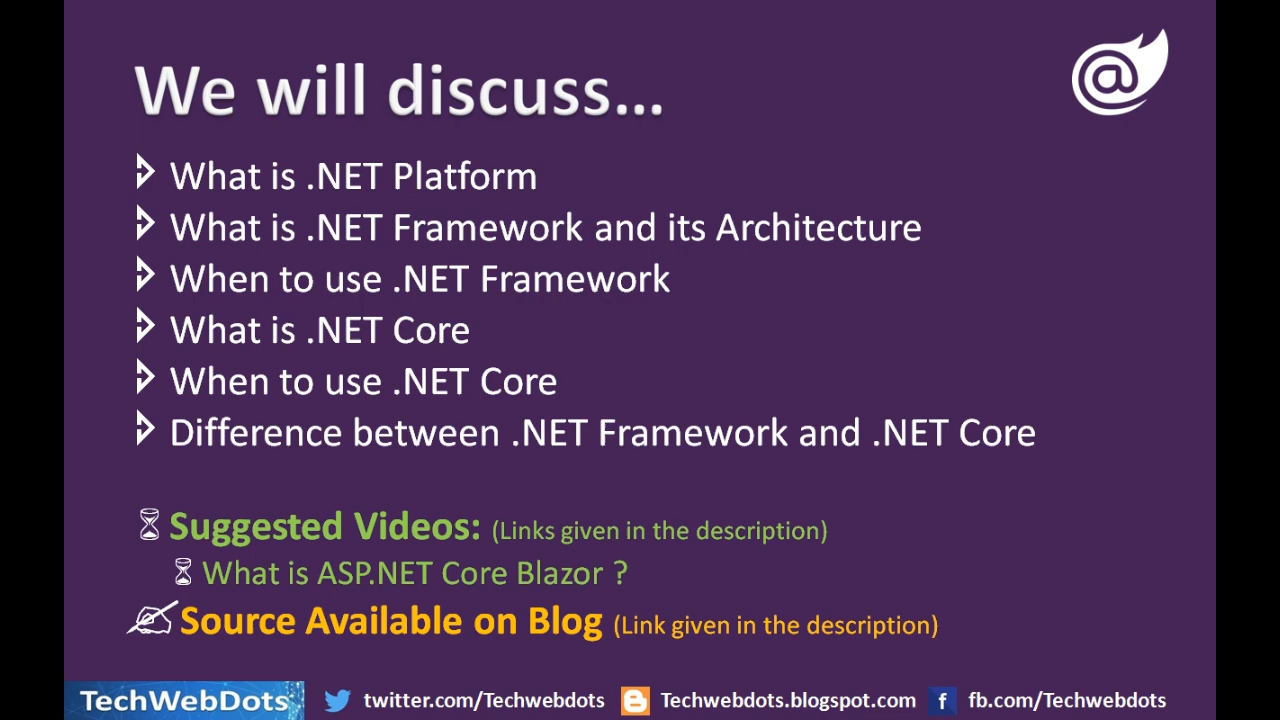 We will discuss...
What is .NET Platform
What is .NET Framework and its Architecture
When to use .NET Framework
What is .NET Core
When to use .NET Core
Difference between .NET Framework and .NET Core
Suggested Videos: (Links given in the description)
What is ASP.NET Core Blazor ?
Source Available on Blog (Link given in the description)
TechWebDots twitter.com/Techwebdots Techwebdots.blogspot.com fb.com/Techwebdots